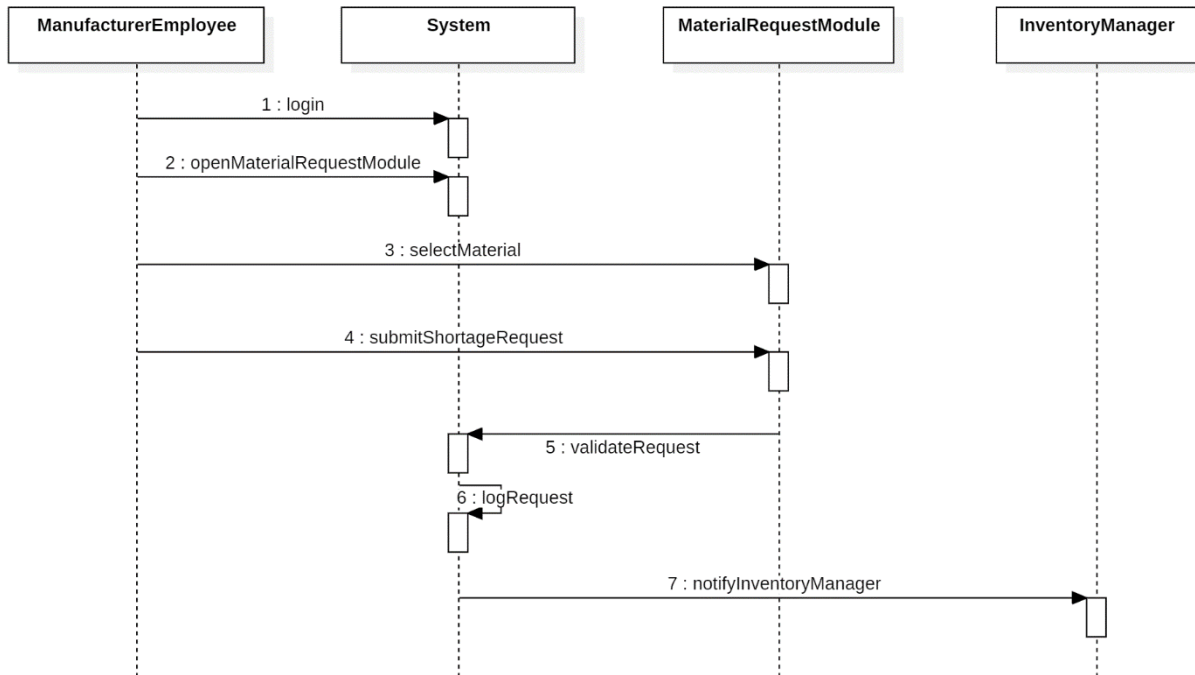 ManufacturerEmployee
System
MaterialRequestModule
InventoryManager
1 : login
2 : openMaterialRequestModule
3 : selectMaterial
4 : submitShortageRequest
5 : validateRequest
6 : logRequest
7 : notifyInventoryManager